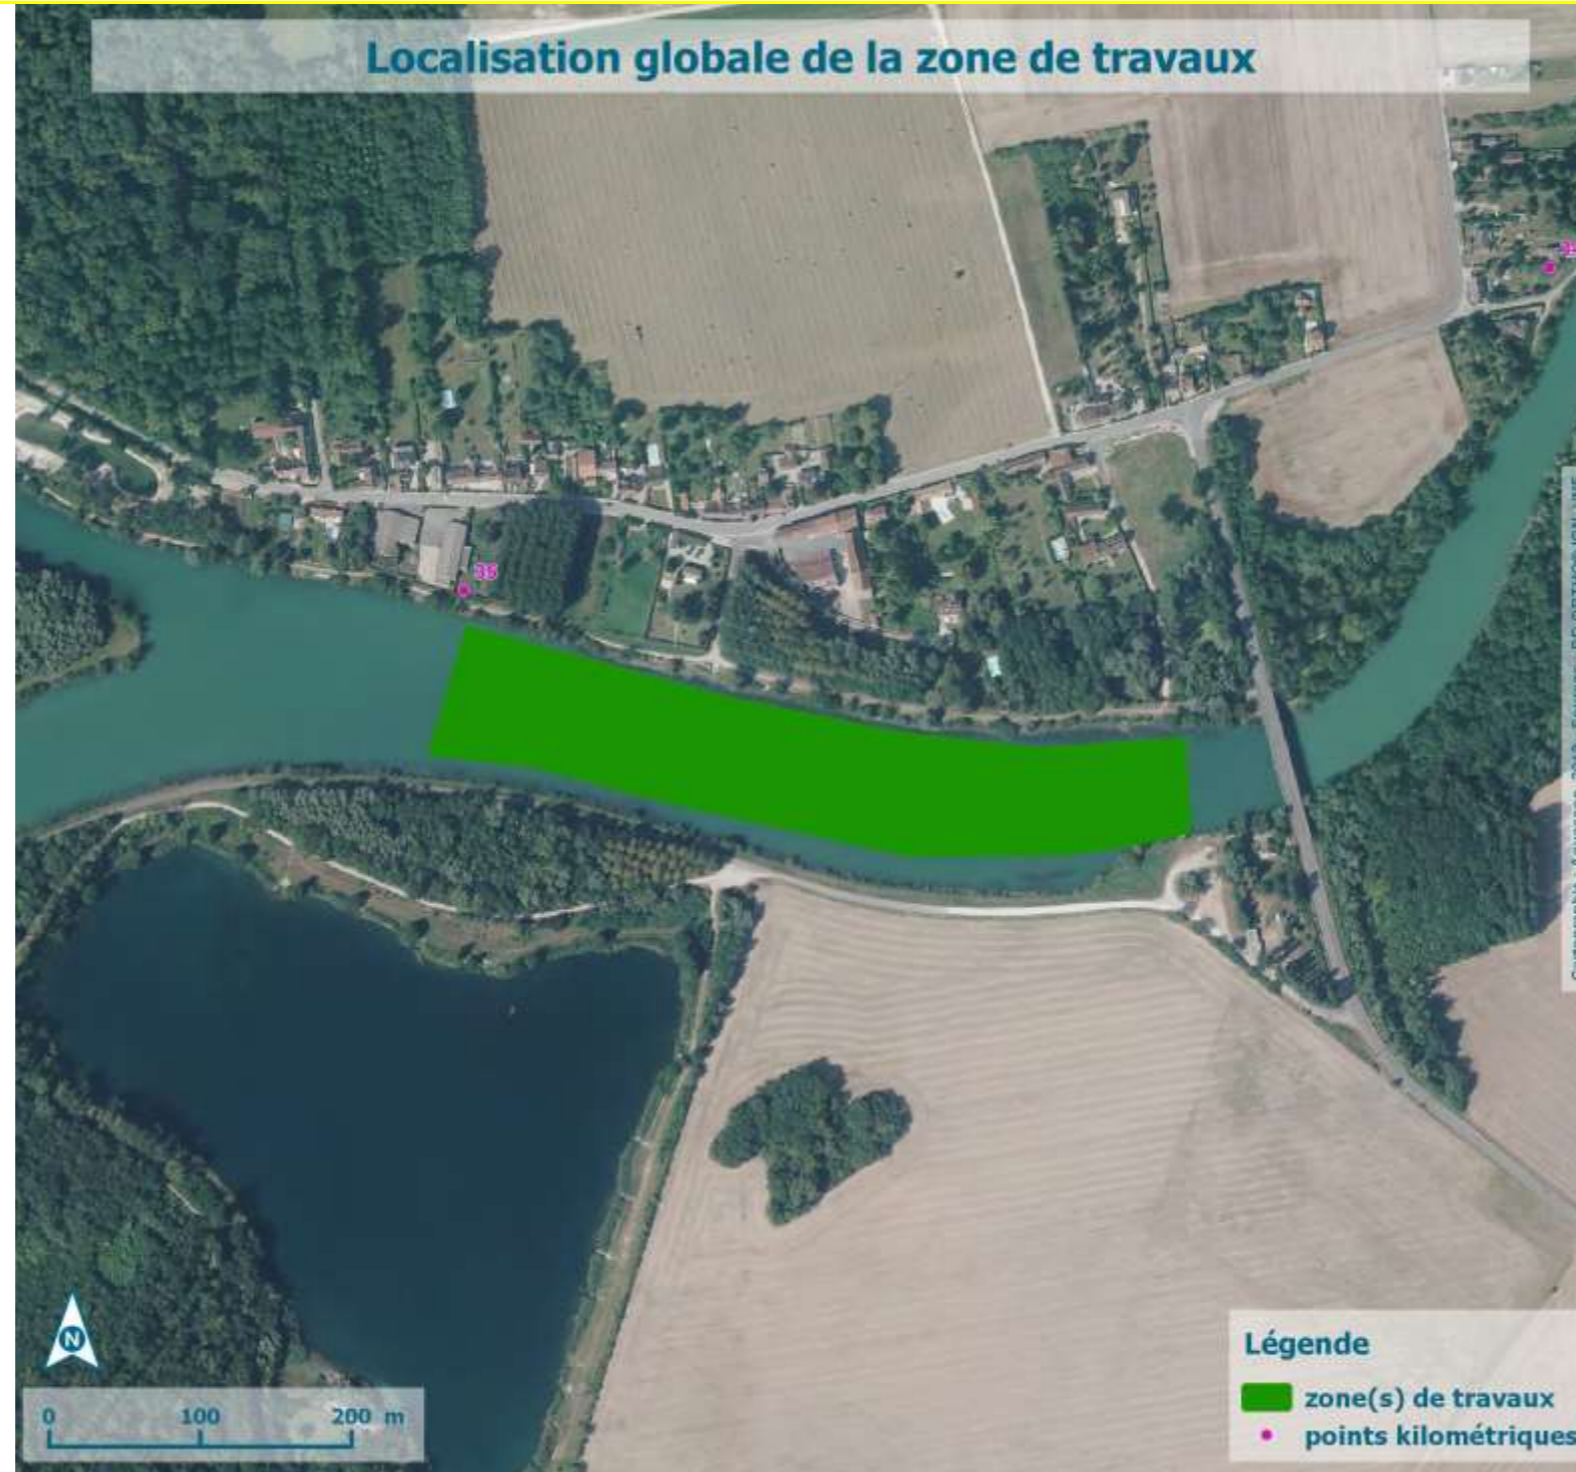 Localisation globale de la zone de travaux
35
N
0 100 200 m
Légende
zone(s) de travaux
points kilométriques